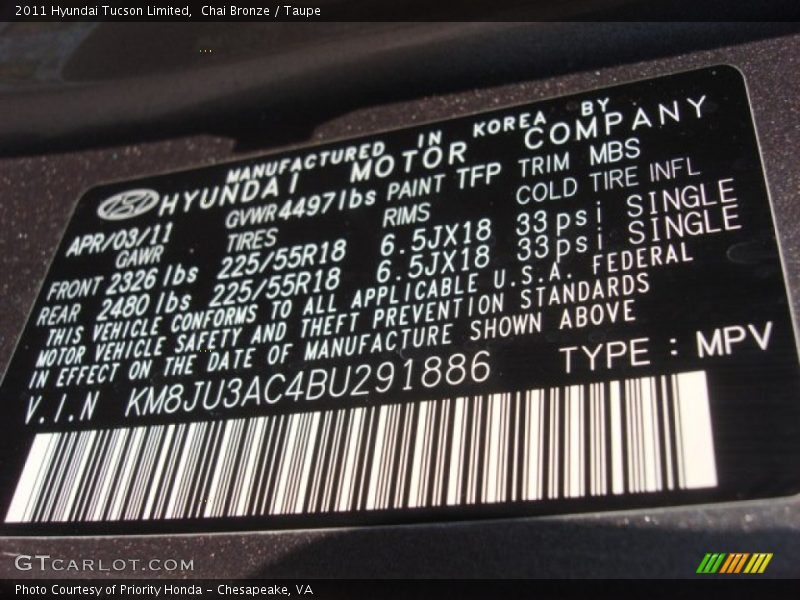 2011 Hyundai Tucson Limited, Chai Bronze / Taupe
MANUFACTURED IN KOREA BY
HYUNDAI MOTOR COMPANY
APR/03/11 GVWR 4497lbs PAINT TFP TRIM MBS
GAWR TIRES RIMS COLD TIRE INFL
FRONT 2326 lbs 225/55R18 6.5JX18 33psi SINGLE
REAR 2480 lbs 225/55R18 6.5JX18 33psi SINGLE
THIS VEHICLE CONFORMS TO ALL APPLICABLE U.S.A. FEDERAL
MOTOR VEHICLE SAFETY AND THEFT PREVENTION STANDARDS
IN EFFECT ON THE DATE OF MANUFACTURE SHOWN ABOVE
V.I.N KM8JU3AC4BU291886 TYPE : MPV
GTCARLOT.COM
Photo Courtesy of Priority Honda - Chesapeake, VA